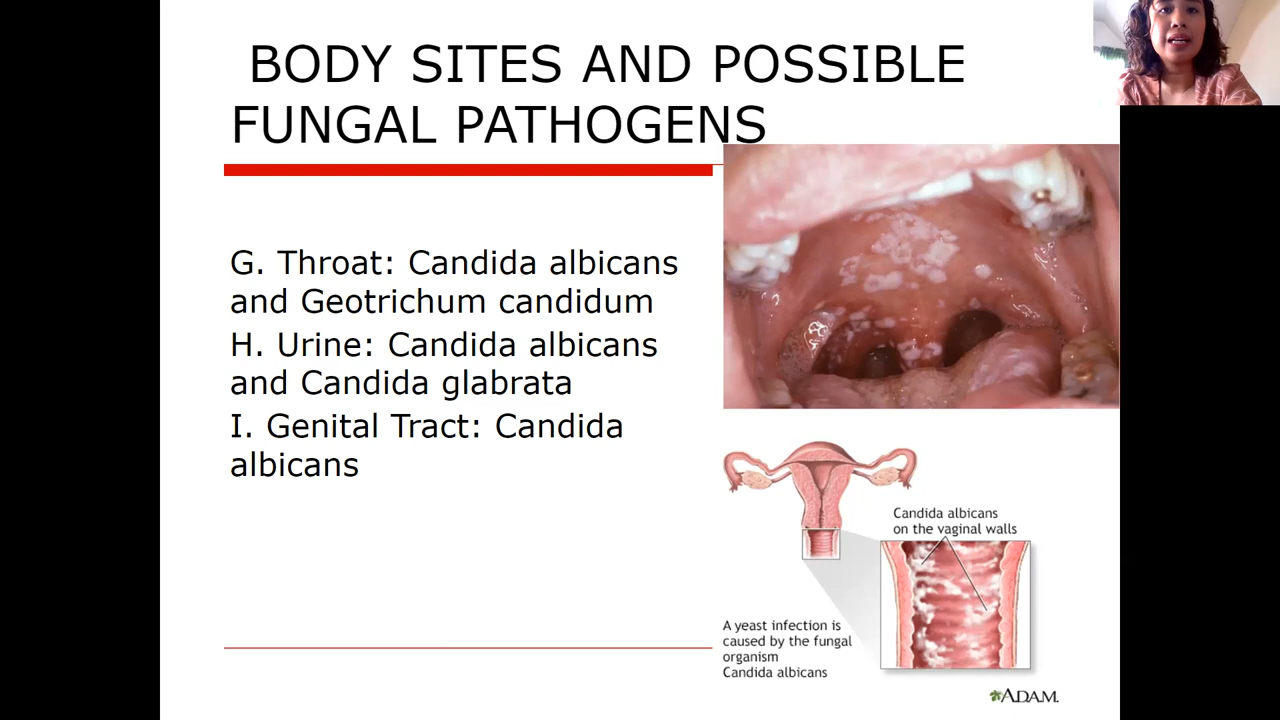 BODY SITES AND POSSIBLE
FUNGAL PATHOGENS
G. Throat: Candida albicans
and Geotrichum candidum
H. Urine: Candida albicans
and Candida glabrata
I. Genital Tract: Candida
albicans
Candida albicans
on the vaginal walls
A yeast infection is
caused by the fungal
organism
Candida albicans
A.D.A.M.